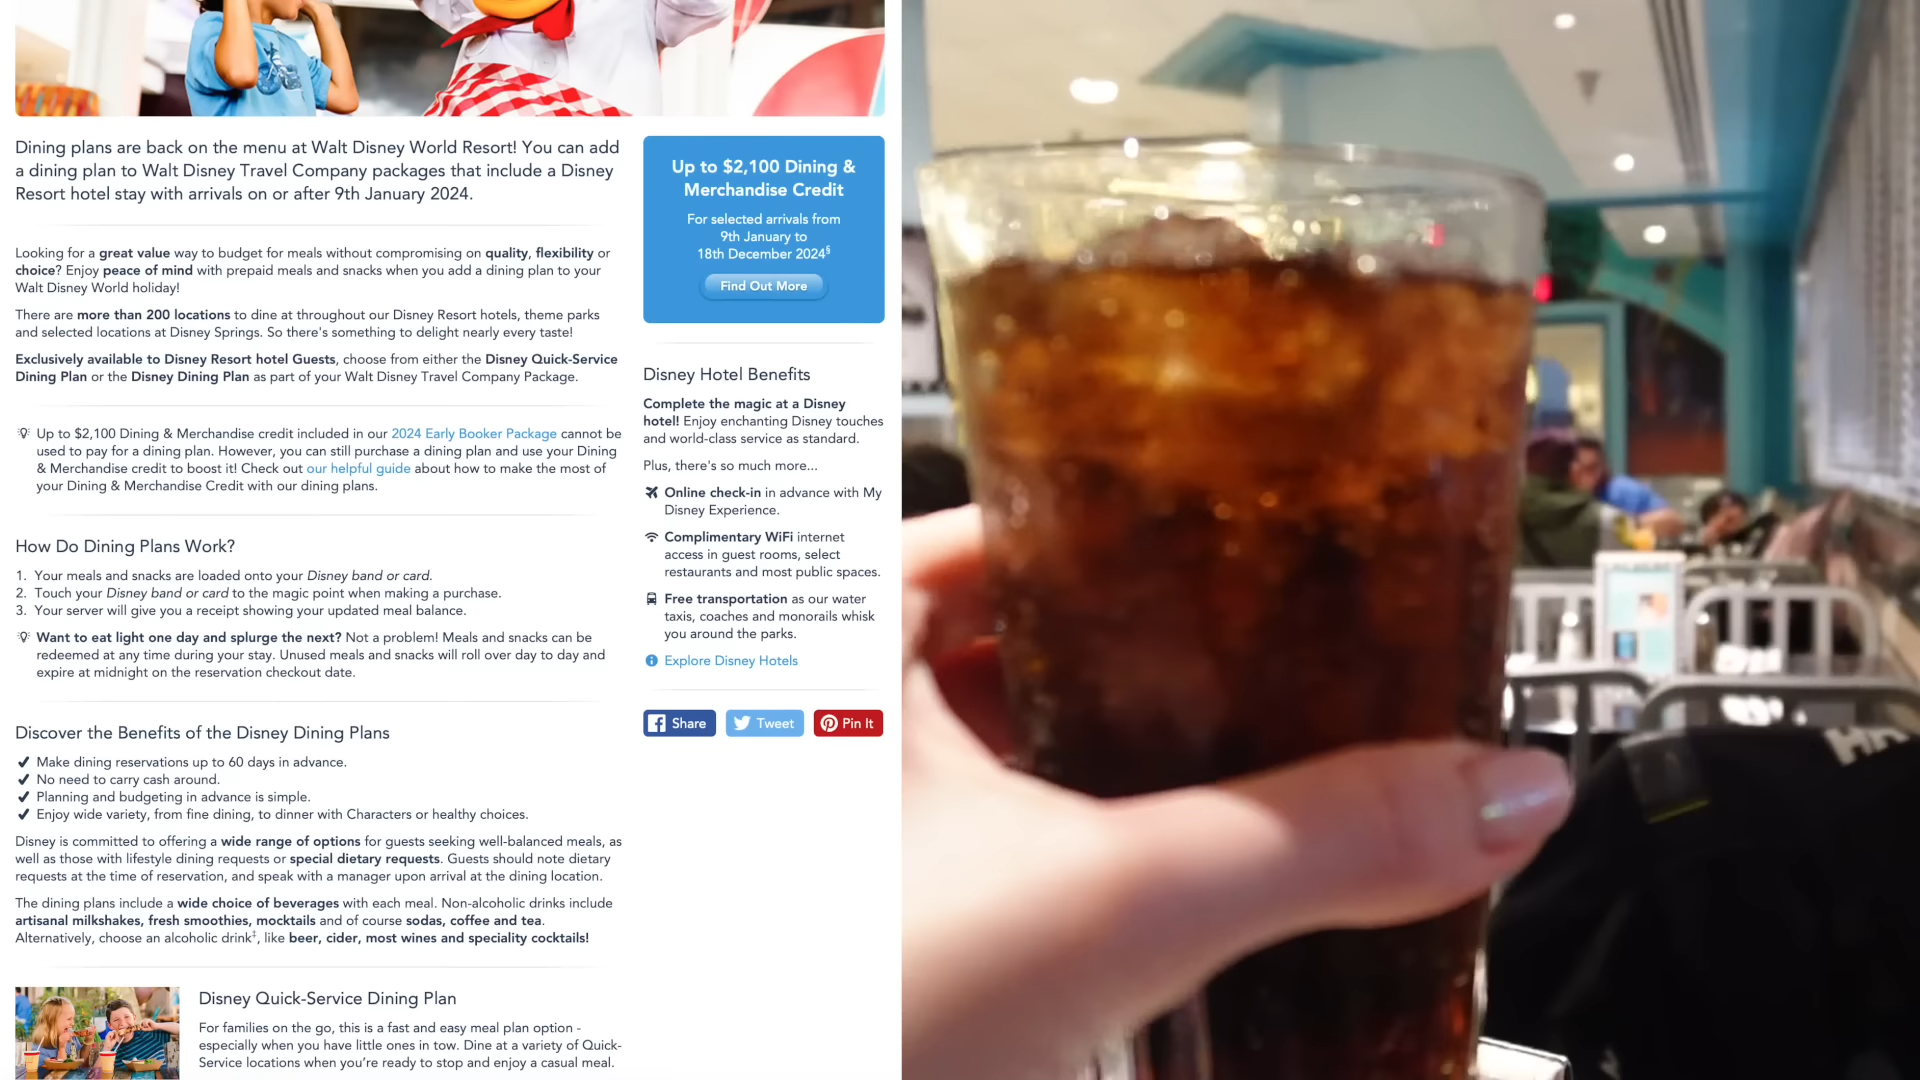 Dining plans are back on the menu at Walt Disney World Resort! You can add
a dining plan to Walt Disney Travel Company packages that include a Disney
Resort hotel stay with arrivals on or after 9th January 2024.
Looking for a great value way to budget for meals without compromising on quality, flexibility or
choice? Enjoy peace of mind with prepaid meals and snacks when you add a dining plan to your
Walt Disney World holiday!
There are more than 200 locations to dine at throughout our Disney Resort hotels, theme parks
and selected locations at Disney Springs. So there's something to delight nearly every taste!
Exclusively available to Disney Resort hotel Guests, choose from either the Disney Quick-Service
Dining Plan or the Disney Dining Plan as part of your Walt Disney Travel Company Package.
Up to $2,100 Dining & Merchandise credit included in our 2024 Early Booker Package cannot be
used to pay for a dining plan. However, you can still purchase a dining plan and use your Dining
& Merchandise credit to boost it! Check out our helpful guide about how to make the most of
your Dining & Merchandise Credit with our dining plans.
How Do Dining Plans Work?
1. Your meals and snacks are loaded onto your Disney band or card.
2. Touch your Disney band or card to the magic point when making a purchase.
3. Your server will give you a receipt showing your updated meal balance.
Want to eat light one day and splurge the next? Not a problem! Meals and snacks can be
redeemed at any time during your stay. Unused meals and snacks will roll over day to day and
expire at midnight on the reservation checkout date.
Discover the Benefits of the Disney Dining Plans
✔ Make dining reservations up to 60 days in advance.
✔ No need to carry cash around.
✔ Planning and budgeting in advance is simple.
✔ Enjoy wide variety, from fine dining, to dinner with Characters or healthy choices.
Disney is committed to offering a wide range of options for guests seeking well-balanced meals, as
well as those with lifestyle dining requests or special dietary requests. Guests should note dietary
requests at the time of reservation, and speak with a manager upon arrival at the dining location.
The dining plans include a wide choice of beverages with each meal. Non-alcoholic drinks include
artisanal milkshakes, fresh smoothies, mocktails and of course sodas, coffee and tea.
Alternatively, choose an alcoholic drink‡, like beer, cider, most wines and speciality cocktails!
Disney Quick-Service Dining Plan
For families on the go, this is a fast and easy meal plan option -
especially when you have little ones in tow. Dine at a variety of Quick-
Service locations when you're ready to stop and enjoy a casual meal.
Up to $2,100 Dining &
Merchandise Credit
For selected arrivals from
9th January to
18th December 2024§
Find Out More
Disney Hotel Benefits
Complete the magic at a Disney
hotel! Enjoy enchanting Disney touches
and world-class service as standard.
Plus, there's so much more...
Online check-in in advance with My
Disney Experience.
Complimentary WiFi internet
access in guest rooms, select
restaurants and most public spaces.
Free transportation as our water
taxis, coaches and monorails whisk
you around the parks.
Explore Disney Hotels
Share
Tweet
Pin It